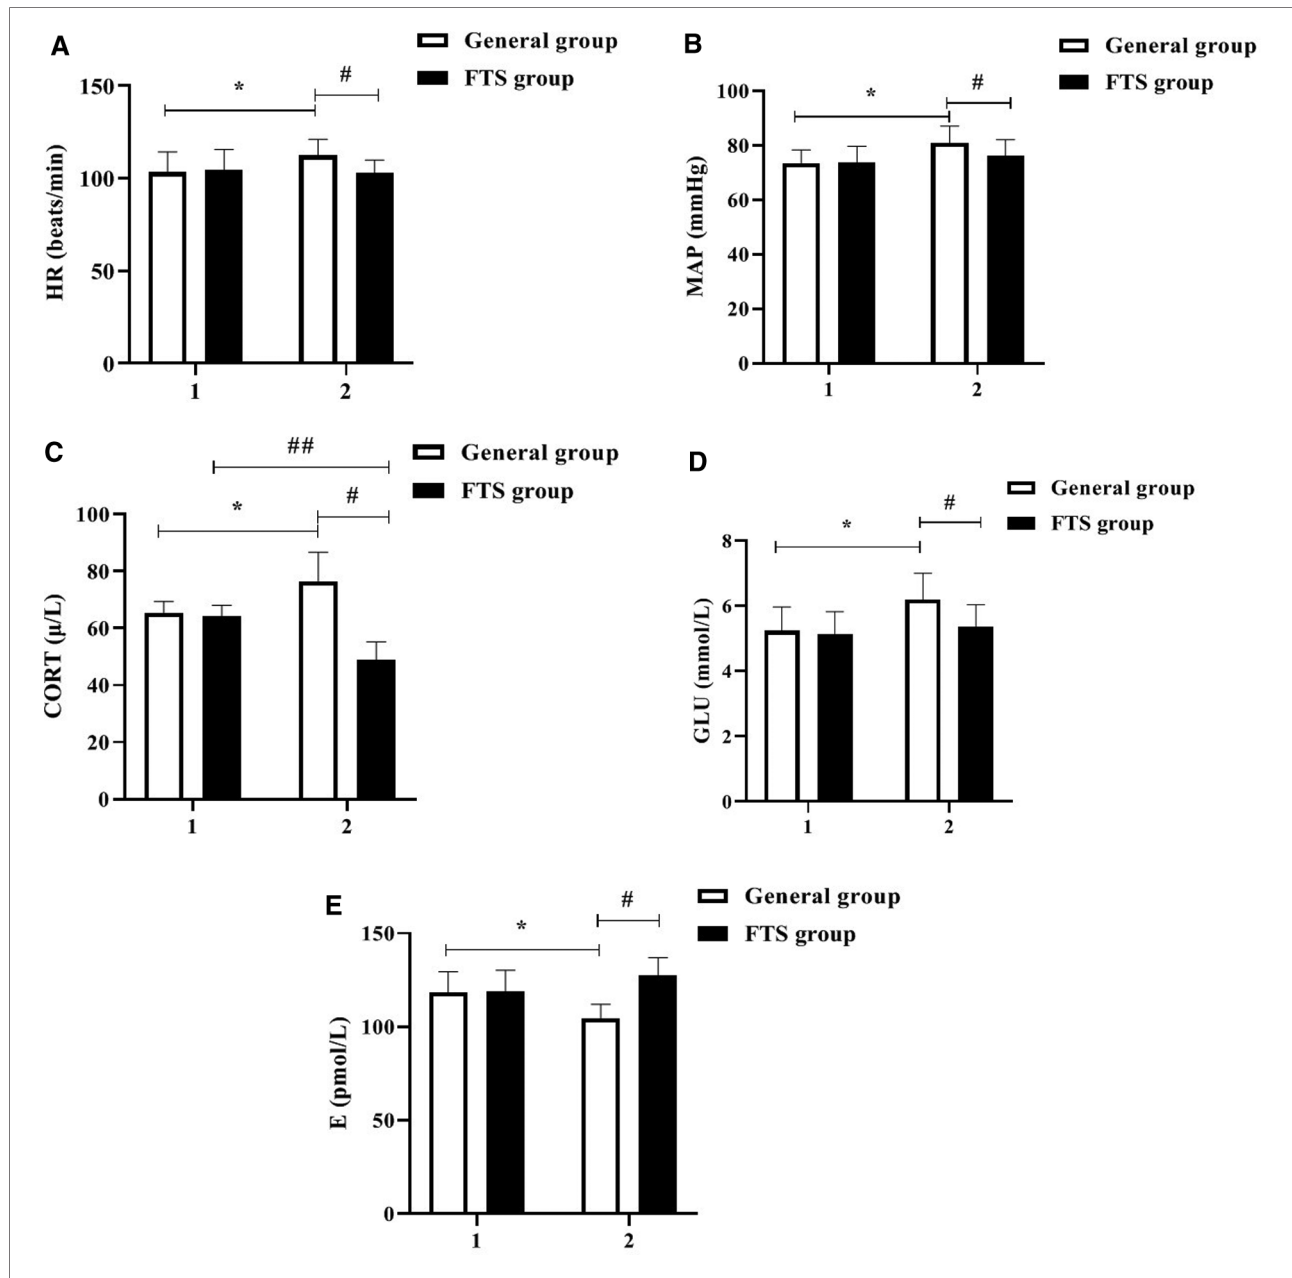 A
General group
FTS group
*
#
HR (beats/min)
150
100
50
0
1
2
B
General group
FTS group
*
#
MAP (mmHg)
100
80
60
40
20
0
1
2
C
General group
FTS group
##
*
#
CORT (μ/L)
100
80
60
40
20
0
1
2
D
General group
FTS group
*
#
GLU (mmol/L)
8
6
4
2
0
1
2
E
General group
FTS group
*
#
E (pmol/L)
150
100
50
0
1
2